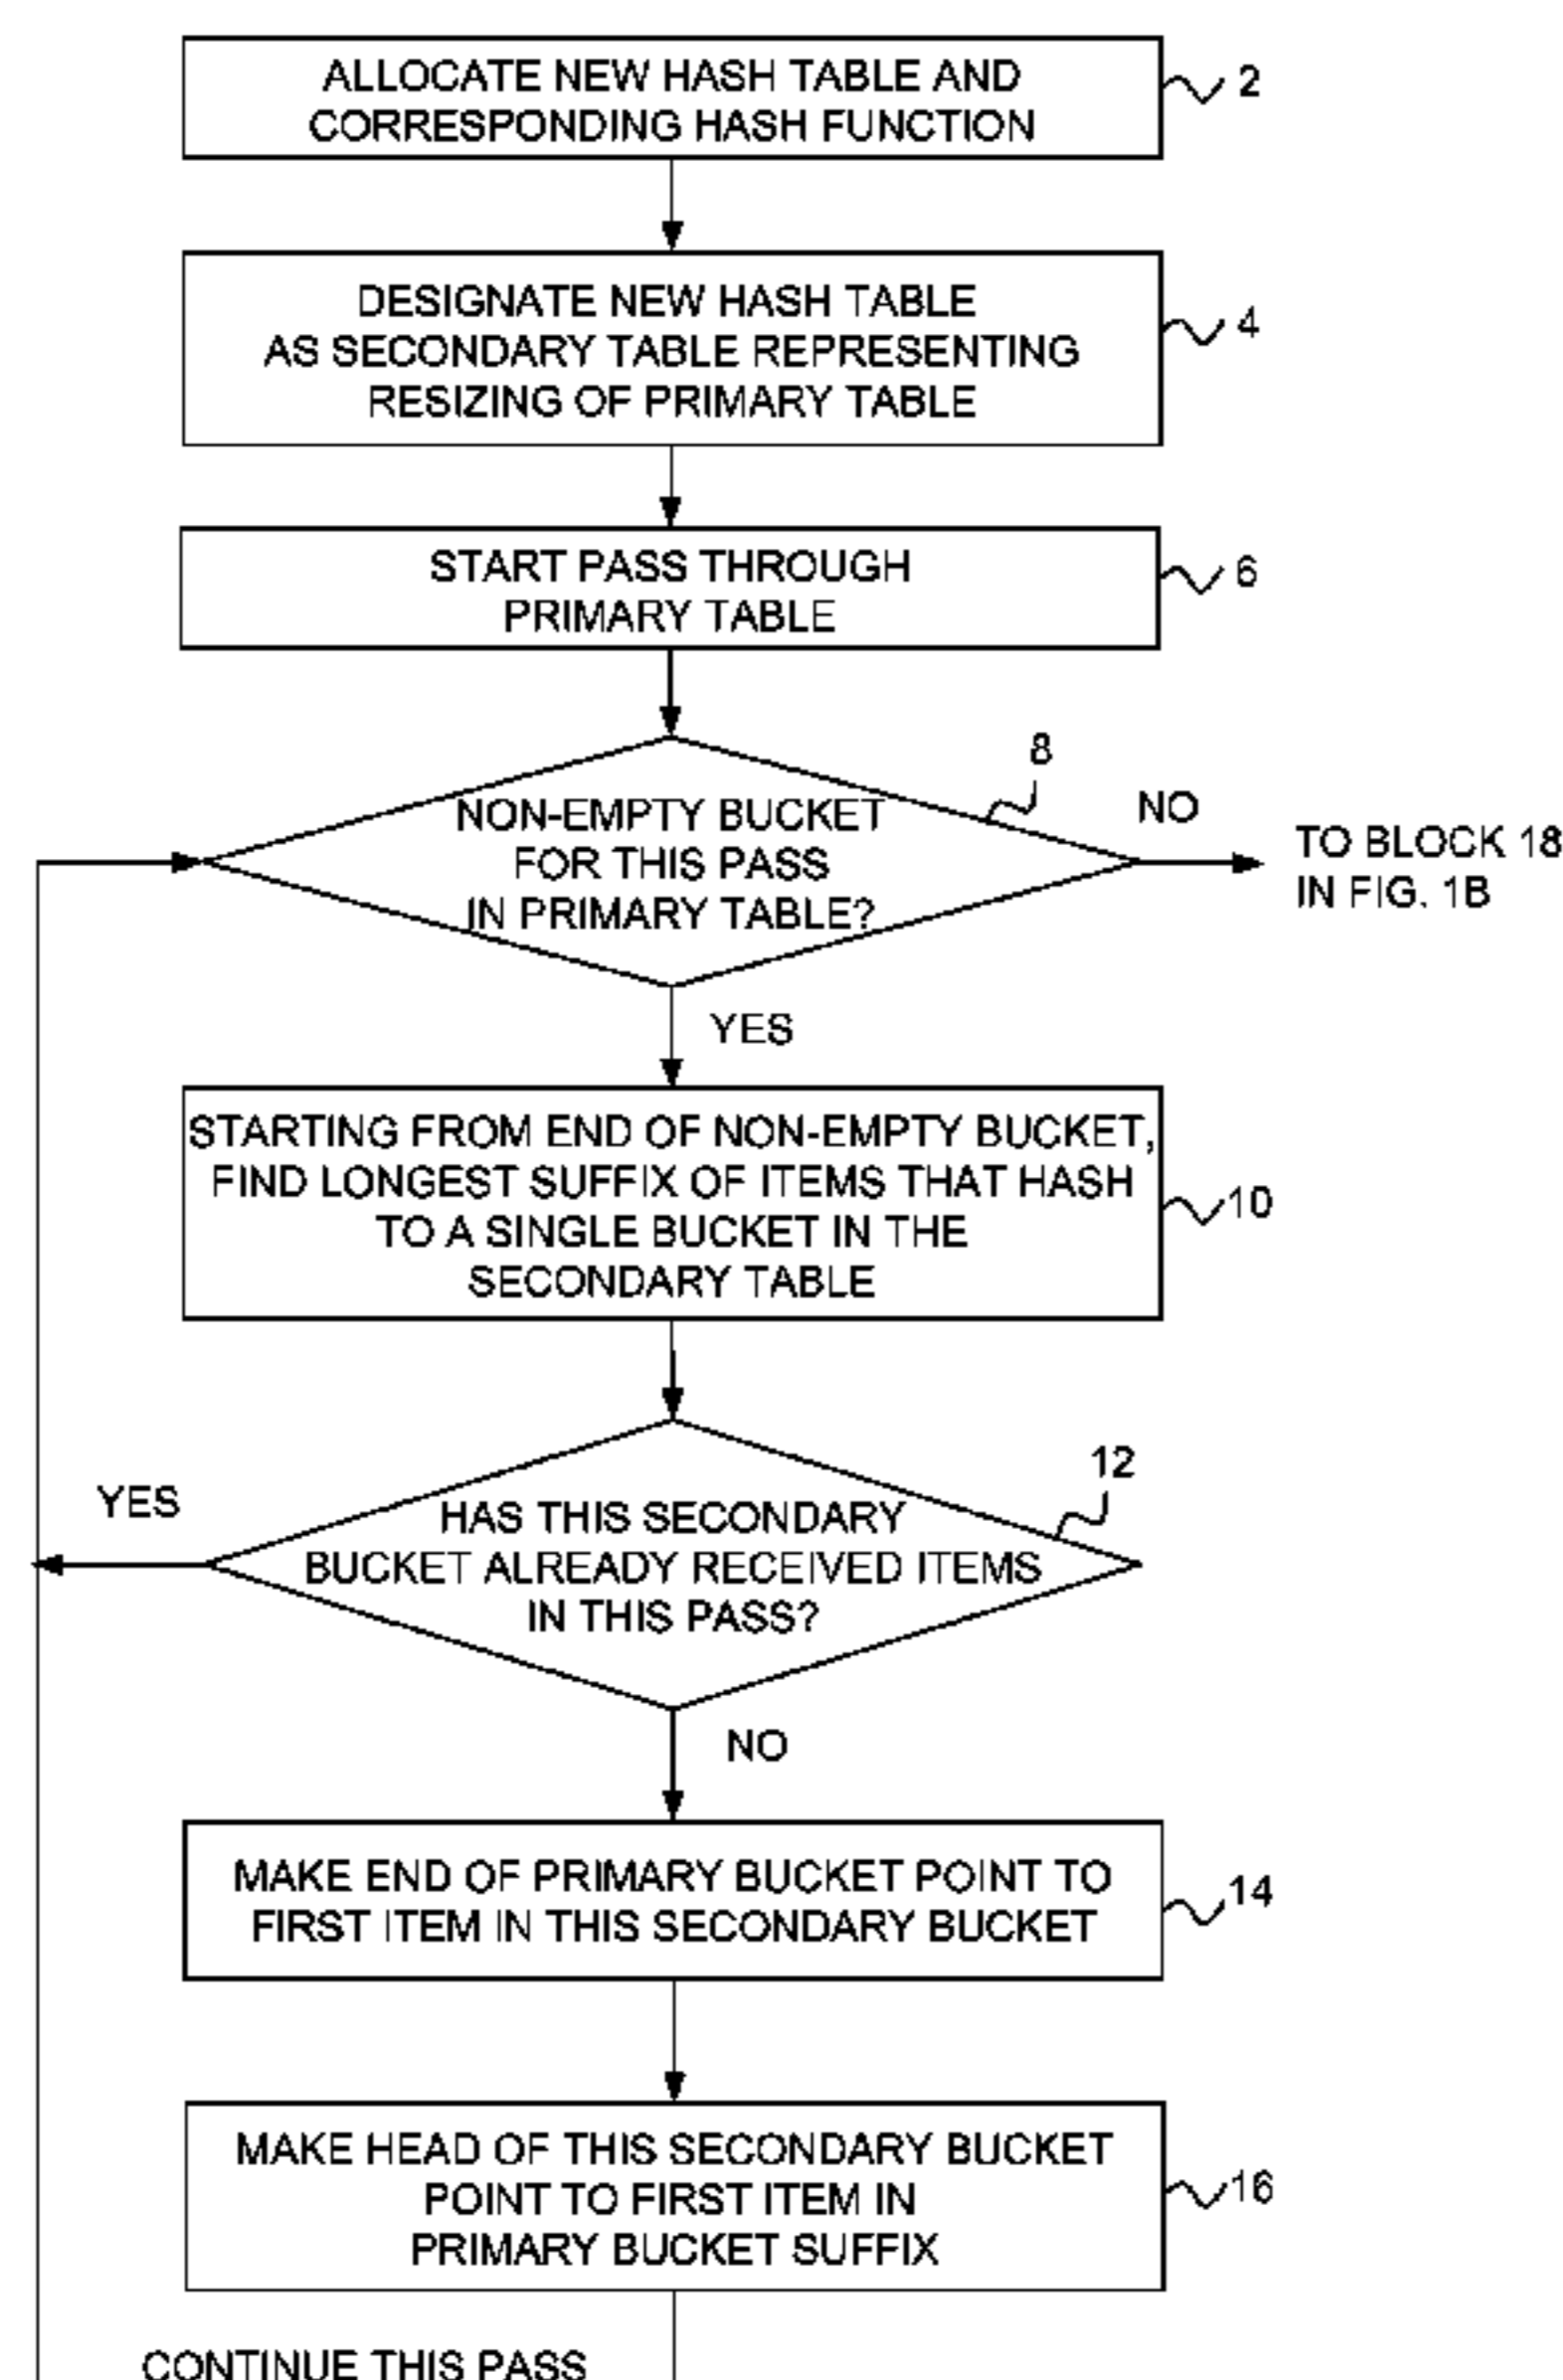 ALLOCATE NEW HASH TABLE AND
CORRESPONDING HASH FUNCTION
2
DESIGNATE NEW HASH TABLE
AS SECONDARY TABLE REPRESENTING
RESIZING OF PRIMARY TABLE
4
START PASS THROUGH
PRIMARY TABLE
6
8
NON-EMPTY BUCKET
FOR THIS PASS
IN PRIMARY TABLE?
NO
TO BLOCK 18
IN FIG. 1B
YES
STARTING FROM END OF NON-EMPTY BUCKET,
FIND LONGEST SUFFIX OF ITEMS THAT HASH
TO A SINGLE BUCKET IN THE
SECONDARY TABLE
10
12
YES
HAS THIS SECONDARY
BUCKET ALREADY RECEIVED ITEMS
IN THIS PASS?
NO
MAKE END OF PRIMARY BUCKET POINT TO
FIRST ITEM IN THIS SECONDARY BUCKET
14
MAKE HEAD OF THIS SECONDARY BUCKET
POINT TO FIRST ITEM IN
PRIMARY BUCKET SUFFIX
16
CONTINUE THIS PASS